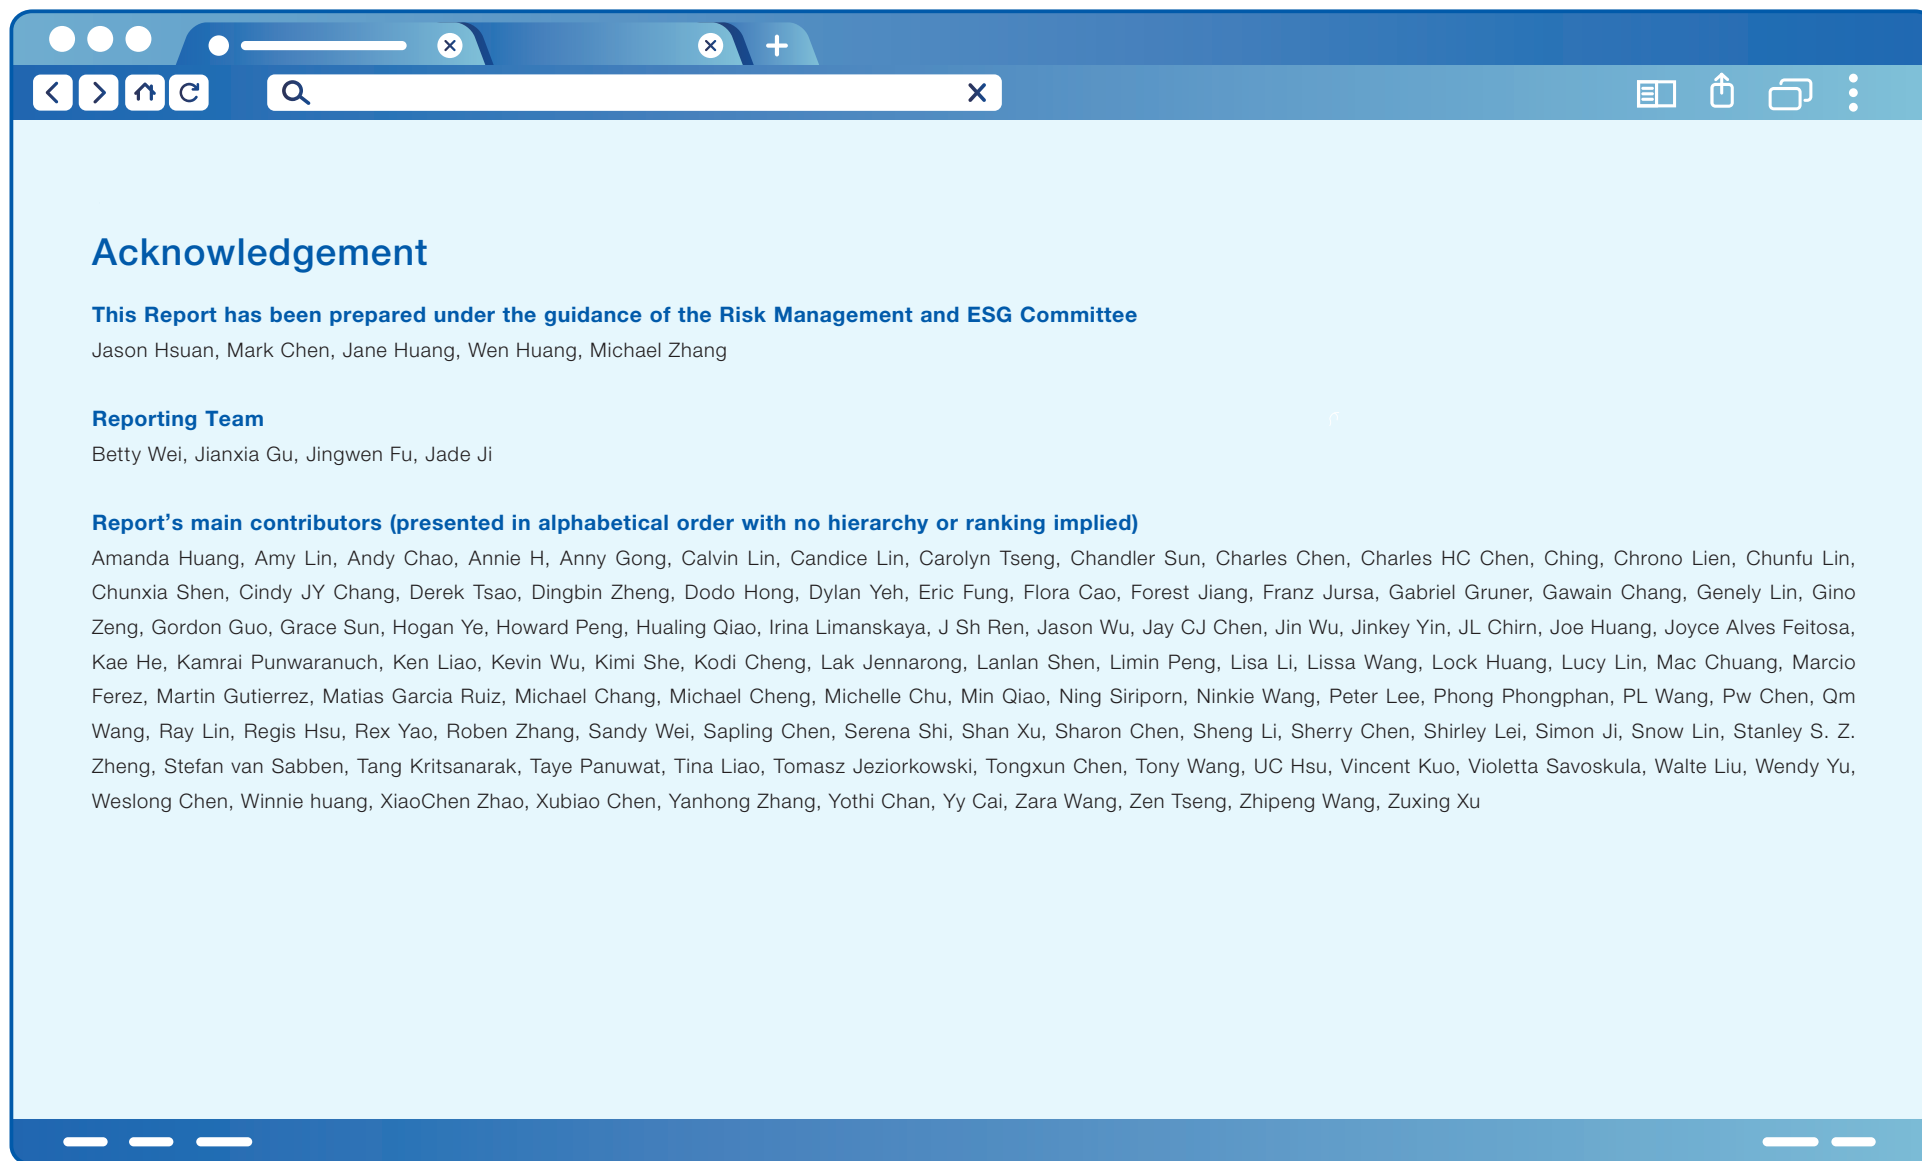 Acknowledgement
This Report has been prepared under the guidance of the Risk Management and ESG Committee
Jason Hsuan, Mark Chen, Jane Huang, Wen Huang, Michael Zhang
Reporting Team
Betty Wei, Jianxia Gu, Jingwen Fu, Jade Ji
Report’s main contributors (presented in alphabetical order with no hierarchy or ranking implied)
Amanda Huang, Amy Lin, Andy Chao, Annie H, Anny Gong, Calvin Lin, Candice Lin, Carolyn Tseng, Chandler Sun, Charles Chen, Charles HC Chen, Ching, Chrono Lien, Chunfu Lin,
Chunxia Shen, Cindy JY Chang, Derek Tsao, Dingbin Zheng, Dodo Hong, Dylan Yeh, Eric Fung, Flora Cao, Forest Jiang, Franz Jursa, Gabriel Gruner, Gawain Chang, Genely Lin, Gino
Zeng, Gordon Guo, Grace Sun, Hogan Ye, Howard Peng, Hualing Qiao, Irina Limanskaya, J Sh Ren, Jason Wu, Jay CJ Chen, Jin Wu, Jinkey Yin, JL Chirn, Joe Huang, Joyce Alves Feitosa,
Kae He, Kamrai Punwaranuch, Ken Liao, Kevin Wu, Kimi She, Kodi Cheng, Lak Jennarong, Lanlan Shen, Limin Peng, Lisa Li, Lissa Wang, Lock Huang, Lucy Lin, Mac Chuang, Marcio
Ferez, Martin Gutierrez, Matias Garcia Ruiz, Michael Chang, Michael Cheng, Michelle Chu, Min Qiao, Ning Siriporn, Ninkie Wang, Peter Lee, Phong Phongphan, PL Wang, Pw Chen, Qm
Wang, Ray Lin, Regis Hsu, Rex Yao, Roben Zhang, Sandy Wei, Sapling Chen, Serena Shi, Shan Xu, Sharon Chen, Sheng Li, Sherry Chen, Shirley Lei, Simon Ji, Snow Lin, Stanley S. Z.
Zheng, Stefan van Sabben, Tang Kritsanarak, Taye Panuwat, Tina Liao, Tomasz Jeziorkowski, Tongxun Chen, Tony Wang, UC Hsu, Vincent Kuo, Violetta Savoskula, Walte Liu, Wendy Yu,
Weslong Chen, Winnie huang, XiaoChen Zhao, Xubiao Chen, Yanhong Zhang, Yothi Chan, Yy Cai, Zara Wang, Zen Tseng, Zhipeng Wang, Zuxing Xu